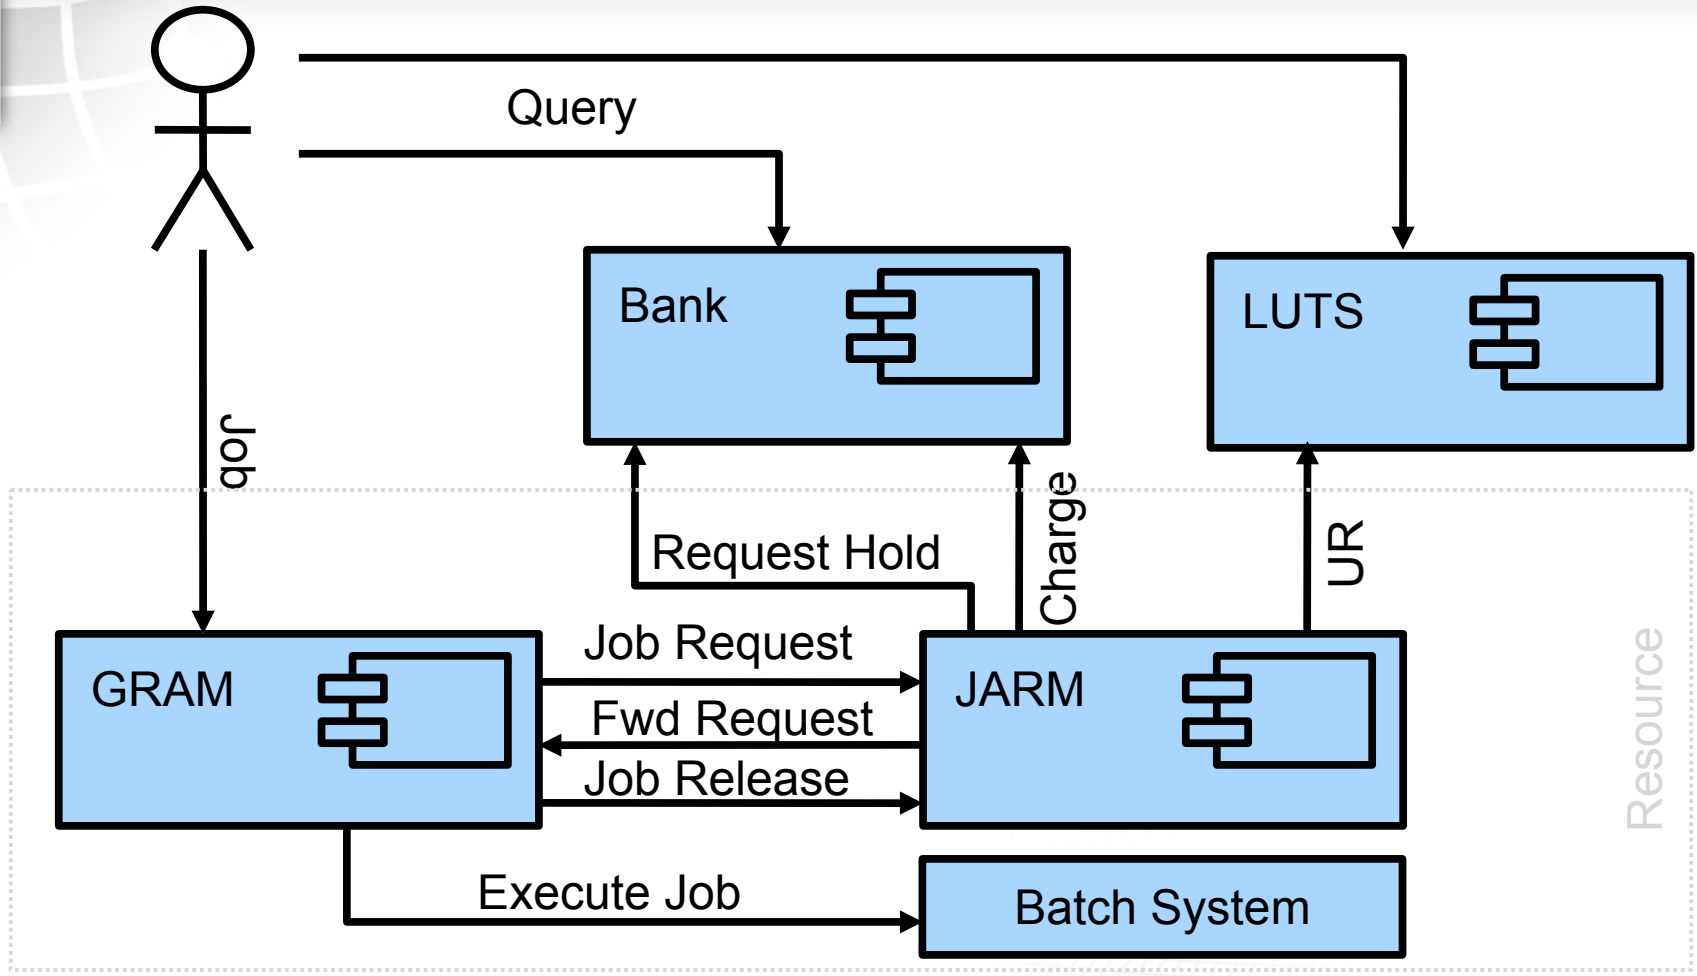 Query
Bank
LUTS
Job
Request Hold
Charge
UR
Job Request
GRAM
JARM
Fwd Request
Job Release
Resource
Execute Job
Batch System